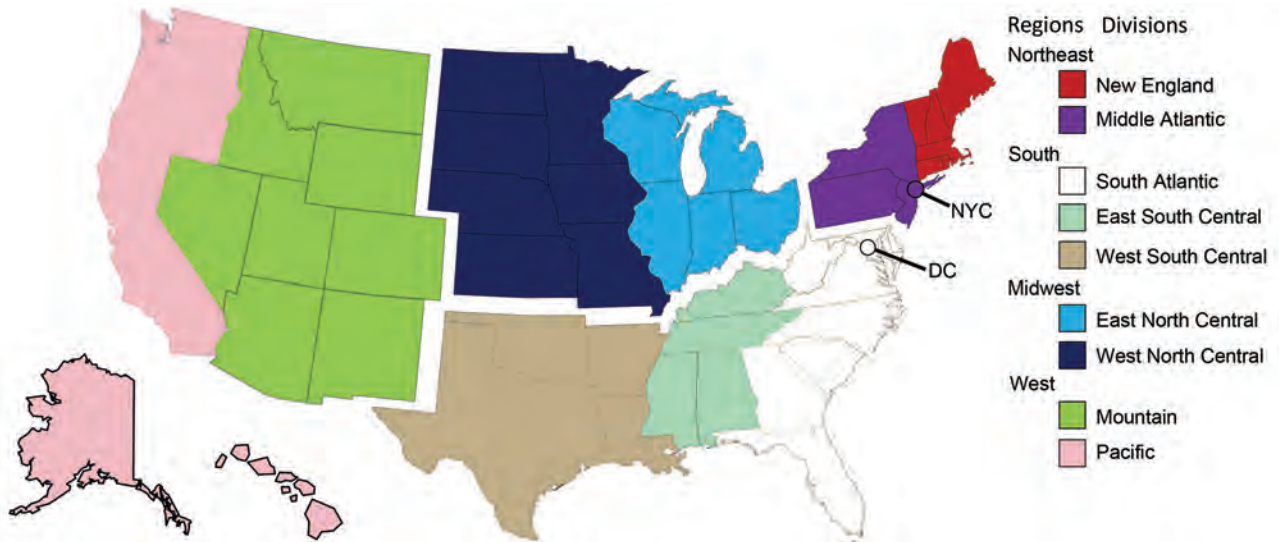 Regions Divisions
Northeast
New England
Middle Atlantic
South
South Atlantic
East South Central
West South Central
Midwest
East North Central
West North Central
West
Mountain
Pacific
NYC
DC